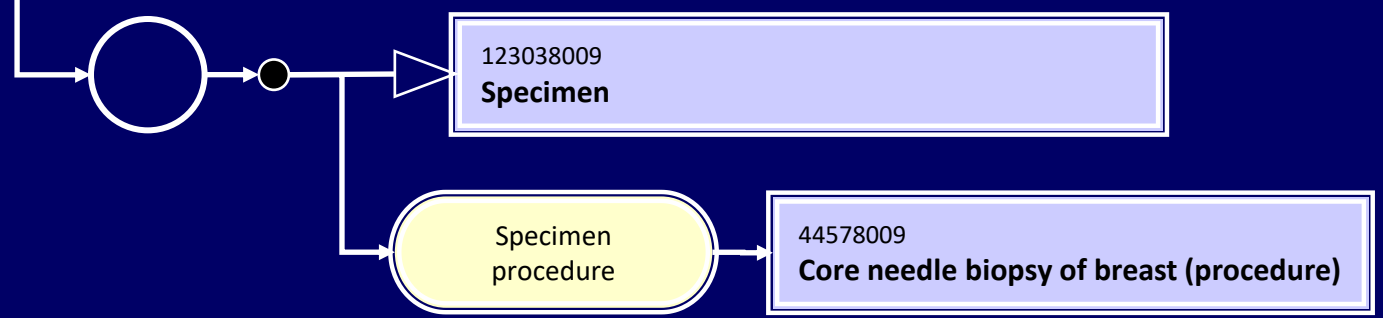 123038009
Specimen
Specimen
procedure
44578009
Core needle biopsy of breast (procedure)